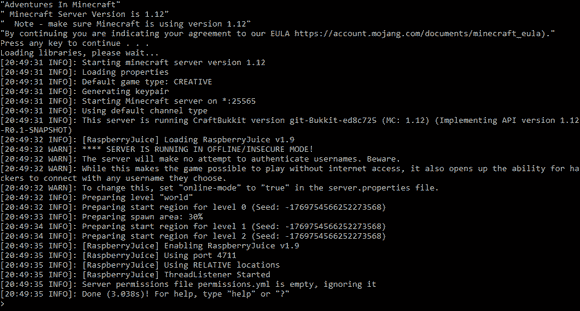 "Adventures In Minecraft"
" Minecraft Server Version is 1.12"
"  Note - make sure Minecraft is using version 1.12"
"By continuing you are indicating your agreement to our EULA https://account.mojang.com/documents/minecraft_eula)."
Press any key to continue . . .
Loading libraries, please wait...
[20:49:31 INFO]: Starting minecraft server version 1.12
[20:49:31 INFO]: Loading properties
[20:49:31 INFO]: Default game type: CREATIVE
[20:49:31 INFO]: Generating keypair
[20:49:31 INFO]: Starting Minecraft server on *:25565
[20:49:31 INFO]: Using default channel type
[20:49:31 INFO]: This server is running CraftBukkit version git-Bukkit-ed8c725 (MC: 1.12) (Implementing API version 1.12
-R0.1-SNAPSHOT)
[20:49:32 INFO]: [RaspberryJuice] Loading RaspberryJuice v1.9
[20:49:32 WARN]: **** SERVER IS RUNNING IN OFFLINE/INSECURE MODE!
[20:49:32 WARN]: The server will make no attempt to authenticate usernames. Beware.
[20:49:32 WARN]: While this makes the game possible to play without internet access, it also opens up the ability for ha
ckers to connect with any username they choose.
[20:49:32 WARN]: To change this, set "online-mode" to "true" in the server.properties file.
[20:49:32 INFO]: Preparing level "world"
[20:49:32 INFO]: Preparing start region for level 0 (Seed: -1769754566252273568)
[20:49:33 INFO]: Preparing spawn area: 30%
[20:49:34 INFO]: Preparing start region for level 1 (Seed: -1769754566252273568)
[20:49:34 INFO]: Preparing start region for level 2 (Seed: -1769754566252273568)
[20:49:35 INFO]: [RaspberryJuice] Enabling RaspberryJuice v1.9
[20:49:35 INFO]: [RaspberryJuice] Using port 4711
[20:49:35 INFO]: [RaspberryJuice] Using RELATIVE locations
[20:49:35 INFO]: [RaspberryJuice] ThreadListener Started
[20:49:35 INFO]: Server permissions file permissions.yml is empty, ignoring it
[20:49:35 INFO]: Done (3.038s)! For help, type "help" or "?"
>